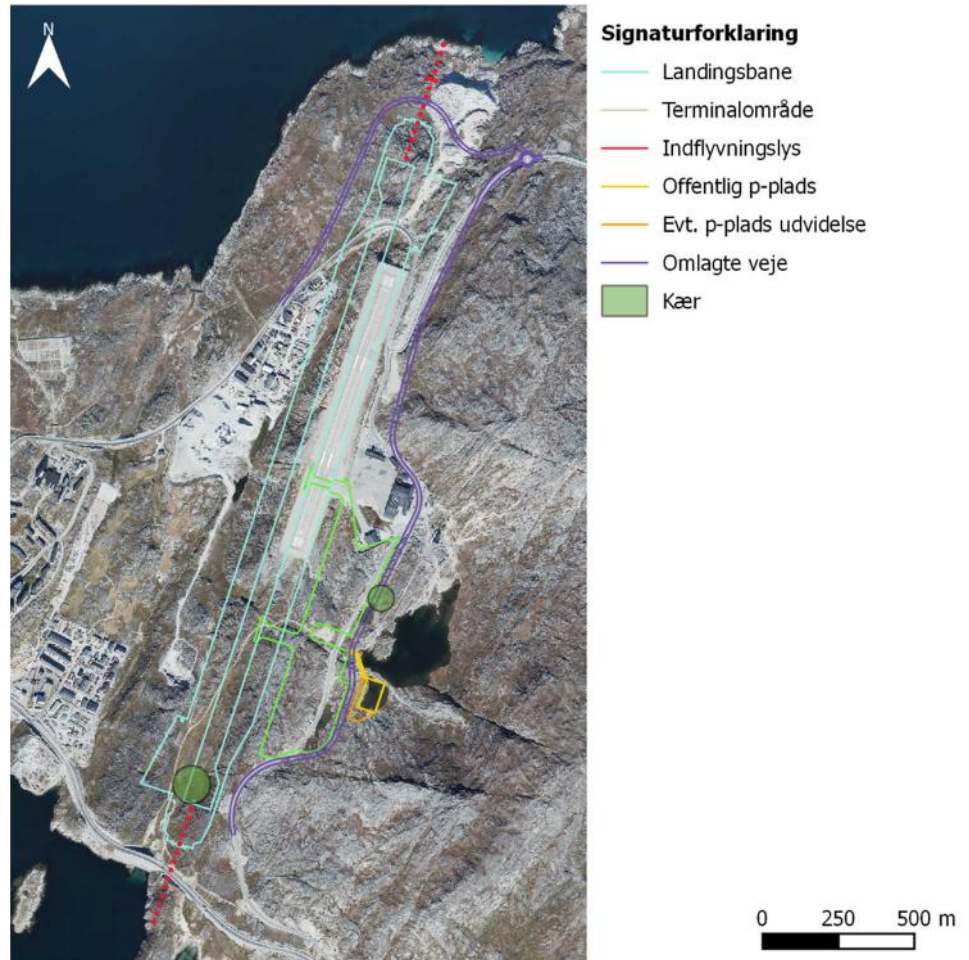 N
Signaturforklaring
Landingsbane
Terminalområde
Indflyvningslys
Offentlig p-plads
Evt. p-plads udvidelse
Omlagte veje
Kær
0 250 500 m